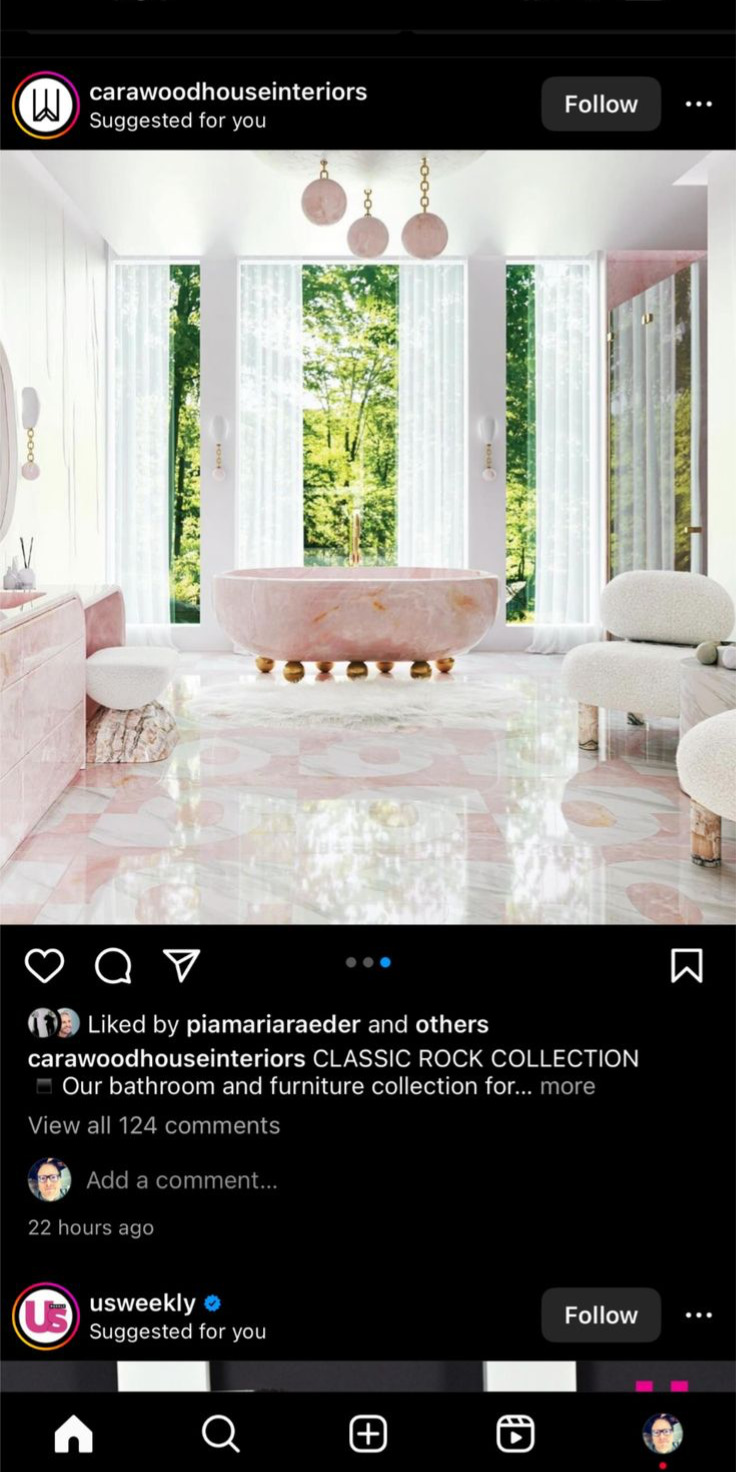 carawoodhouseinteriors
Follow
Suggested for you
Liked by piamariaraeder and others
carawoodhouseinteriors CLASSIC ROCK COLLECTION
Our bathroom and furniture collection for... more
View all 124 comments
Add a comment...
22 hours ago
Us
usweekly
Follow
Suggested for you